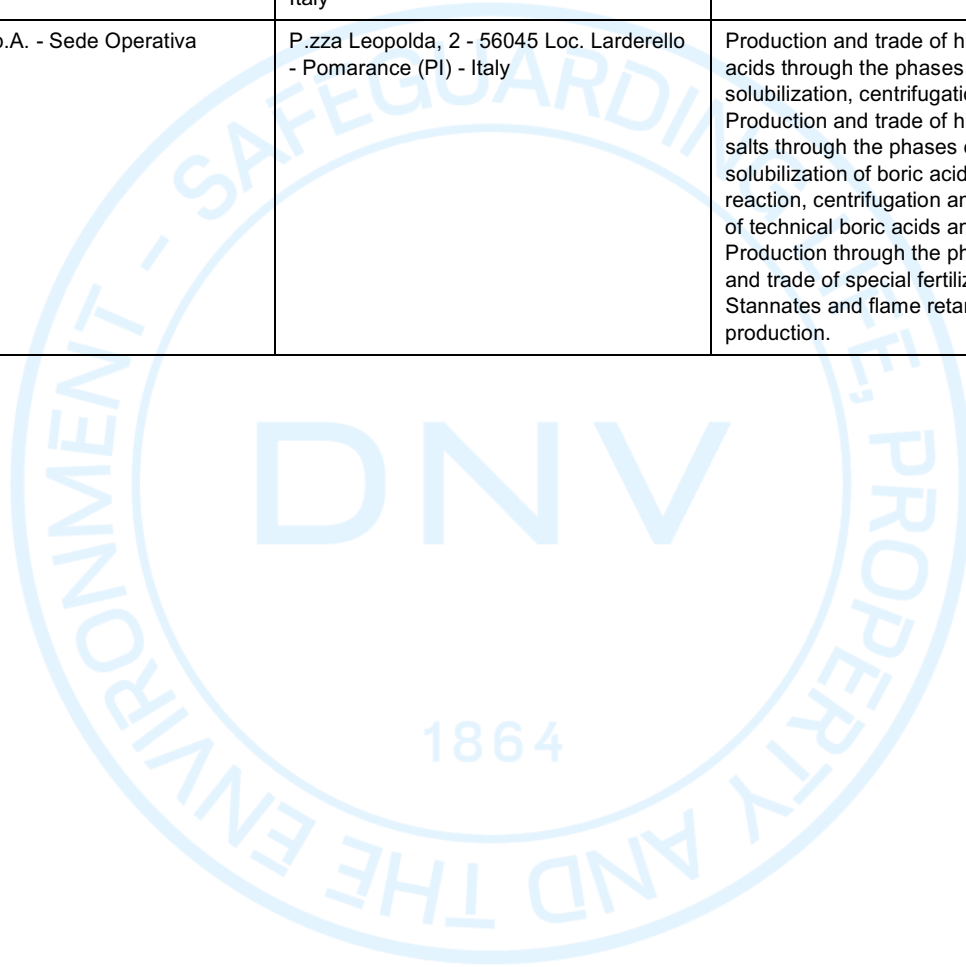 Italy
.A. - Sede Operativa
P.zza Leopolda, 2 - 56045 Loc. Larderello
- Pomarance (PI) - Italy
Production and trade of h
acids through the phases
solubilization, centrifugati
Production and trade of h
salts through the phases
solubilization of boric acid
reaction, centrifugation an
of technical boric acids an
Production through the ph
and trade of special fertiliz
Stannates and flame retar
production.
SAFEGUARDING LIFE, PROPERTY AND THE ENVIRONMENT -
DNV
1864